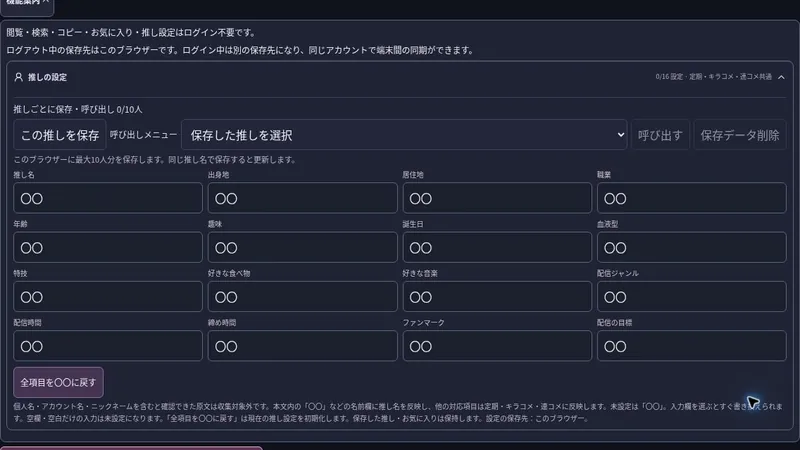 機能案内
閲覧・検索・コピー・お気に入り・推し設定はログイン不要です。
ログアウト中の保存先はこのブラウザーです。ログイン中は別の保存先になり、同じアカウントで端末間の同期ができます。
推しの設定
0/16 設定・定期・キラコメ・速コメ共通
推しごとに保存・呼び出し 0/10人
この推しを保存 呼び出しメニュー 保存した推しを選択 呼び出す 保存データ削除
このブラウザーに最大10人分を保存します。同じ推し名で保存すると更新します。
推し名 出身地 居住地 職業
〇〇 〇〇 〇〇 〇〇
年齢 趣味 誕生日 血液型
〇〇 〇〇 〇〇 〇〇
特技 好きな食べ物 好きな音楽 配信ジャンル
〇〇 〇〇 〇〇 〇〇
配信時間 締め時間 ファンマーク 配信の目標
〇〇 〇〇 〇〇 〇〇
全項目を〇〇に戻す
個人名・アカウント名・ニックネームを含むと確認できた原文は収集対象外です。本文内の「〇〇」などの名前欄に推し名を反映し、他の対応項目は定期・キラコメ・速コメに反映します。未設定は「〇〇」。入力欄を選ぶとすぐ書き
えられます。空欄・空白だけの入力は未設定になります。「全項目を〇〇に戻す」は現在の推し設定を初期化します。保存した推し・お気に入りは保持します。設定の保存先：このブラウザー。